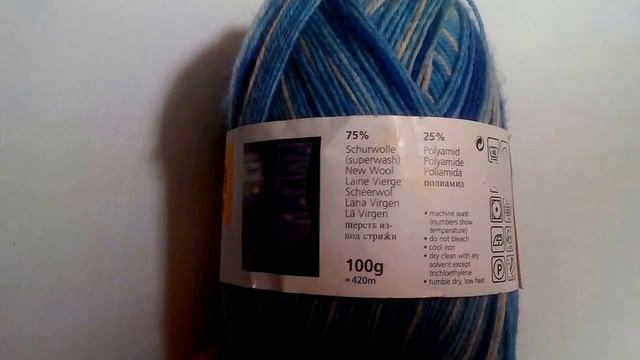 75%
Schurwolle
(superwash)
New Wool
Laine Vierge
Scheerwol
Lana Virgen
Lã Virgen
шерсть из-
под стрижи
100g
≈ 420m
25%
Polyamid
Polyamide
Poliamida
полиамид
• machine wash
(numbers show
temperature)
• do not bleach
• cool iron
• dry clean with any
solvent except
trichloethylene
• tumble dry, low heat
P